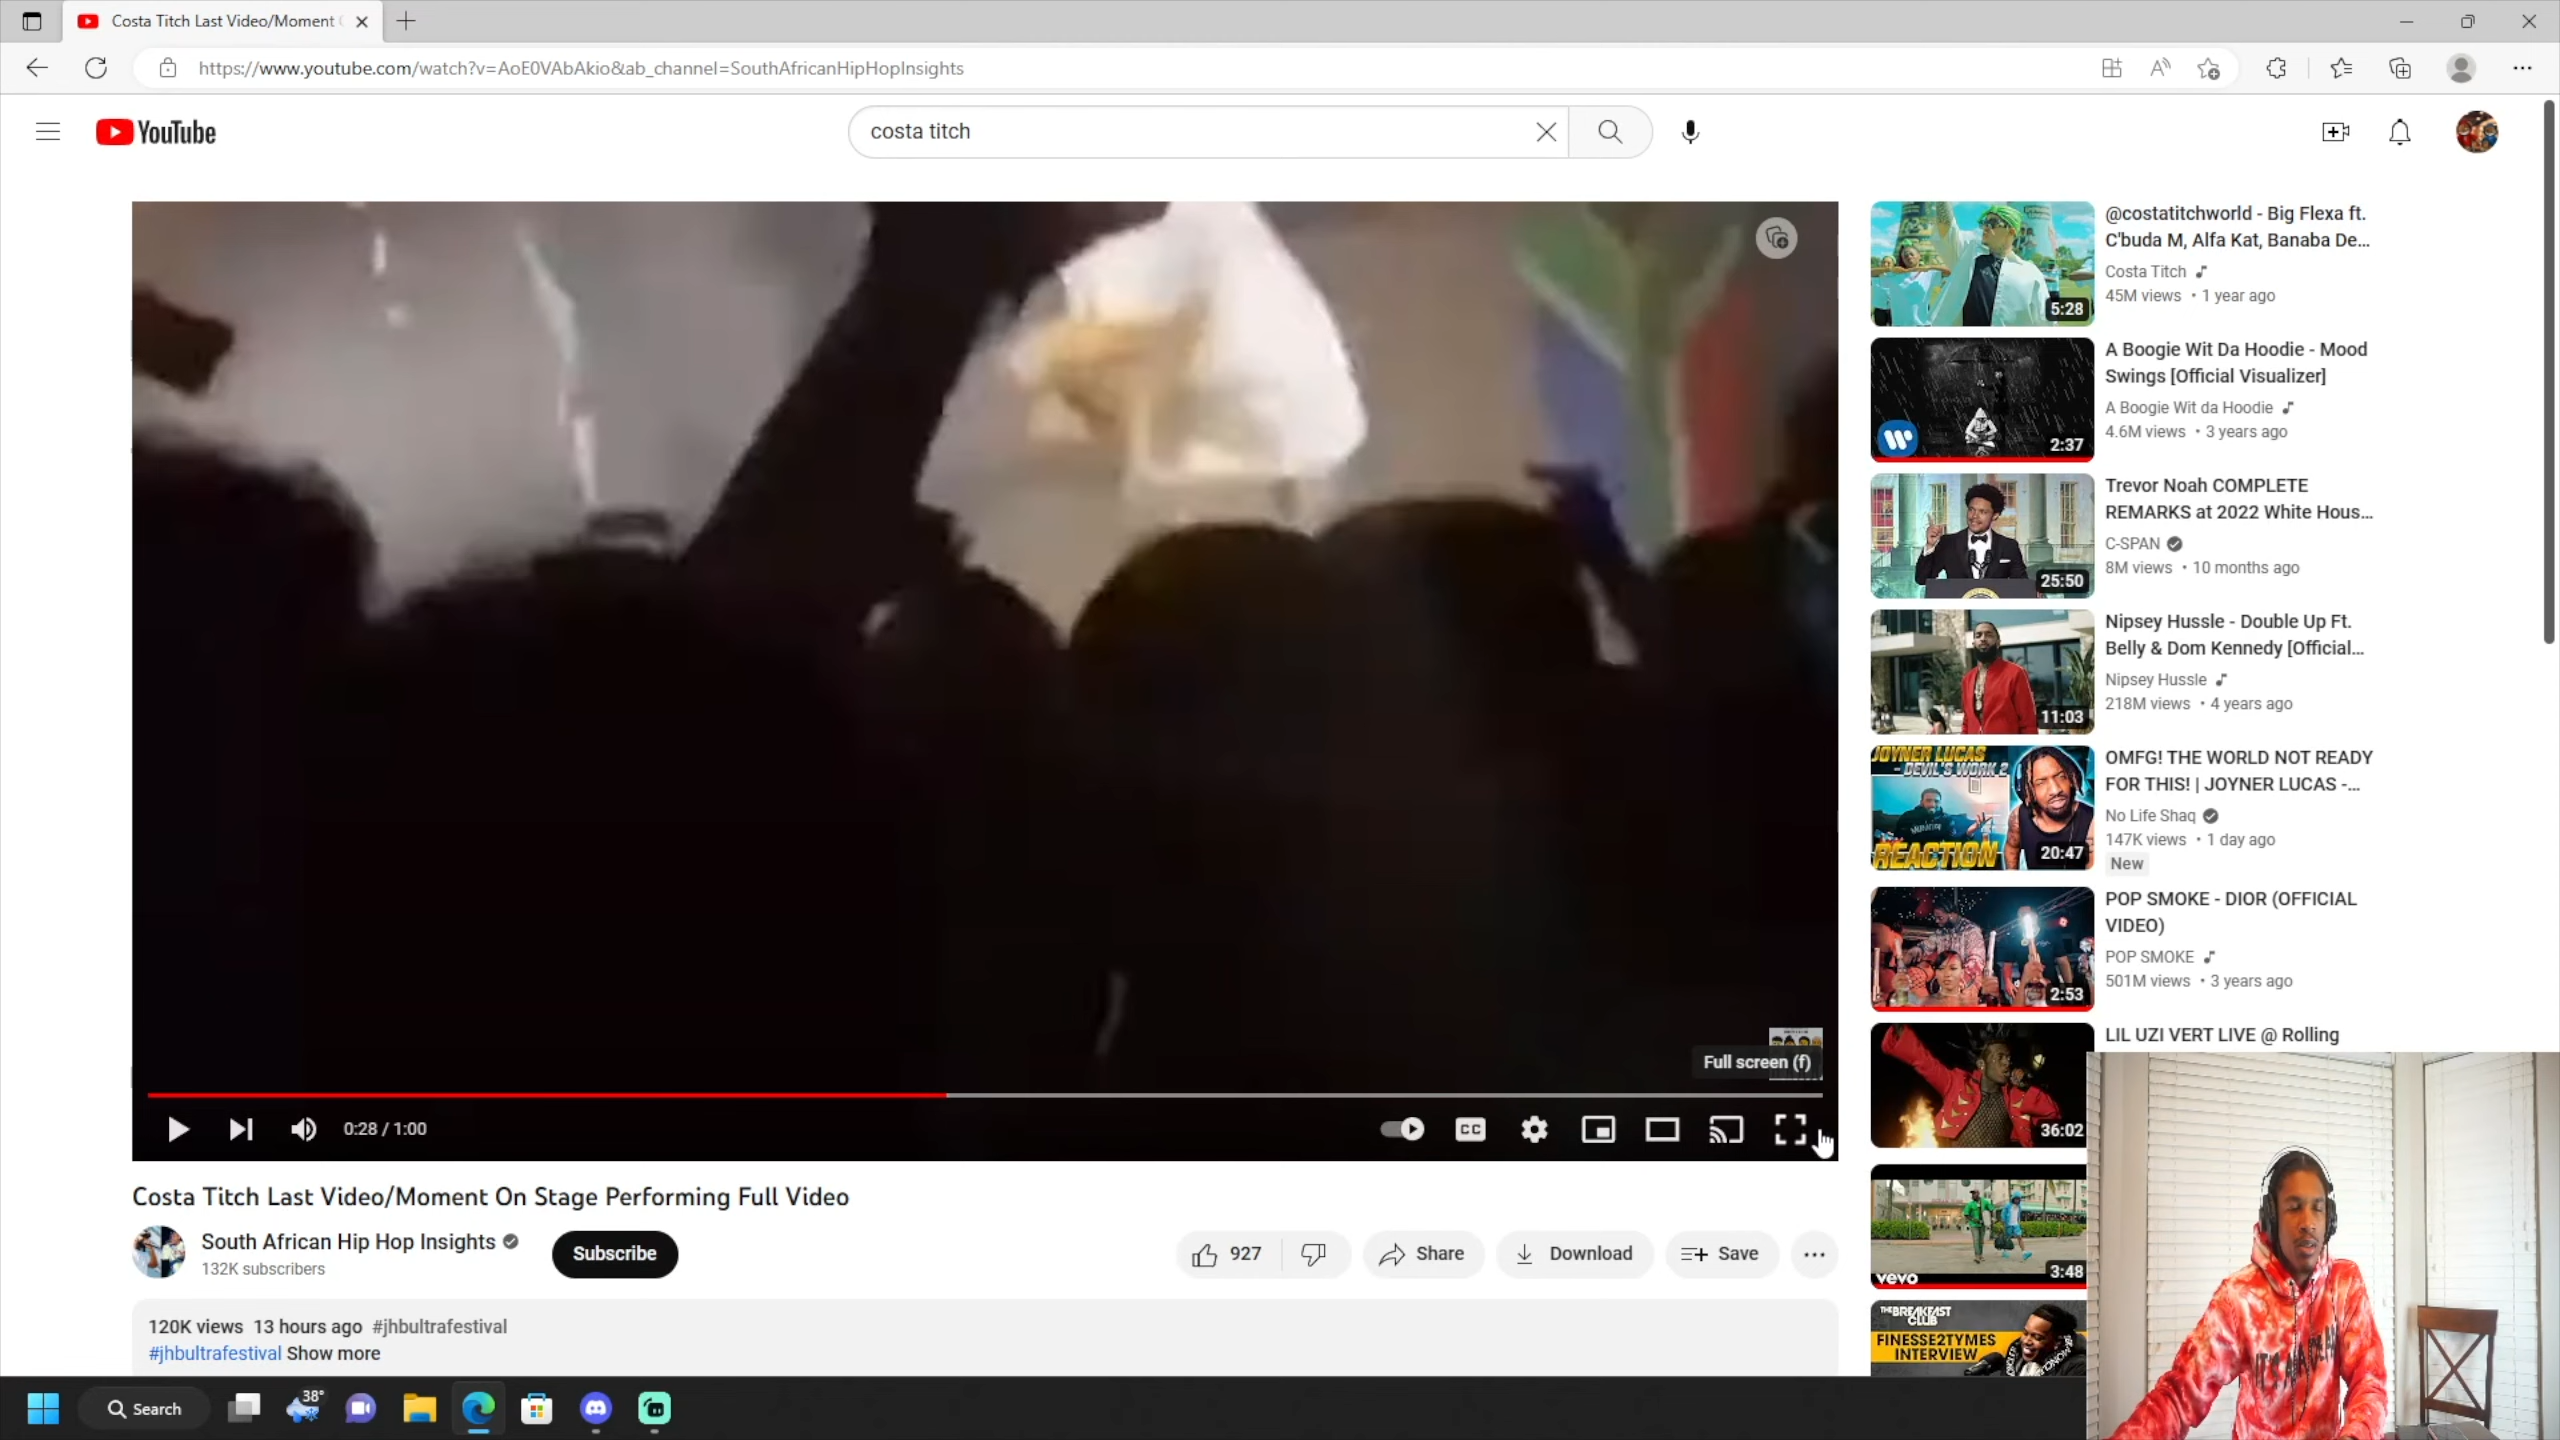 Costa Titch Last Video/Moment
https://www.youtube.com/watch?v=AoE0VAbAkio&ab_channel=SouthAfricanHipHopInsights
YouTube
costa titch
Full screen (f)
0:28 / 1:00
CC
Costa Titch Last Video/Moment On Stage Performing Full Video
South African Hip Hop Insights
132K subscribers
Subscribe
927
Share
Download
Save
120K views 13 hours ago #jhbultrafestival
#jhbultrafestival Show more
5:28
@costatitchworld - Big Flexa ft.
C'buda M, Alfa Kat, Banaba De...
Costa Titch
45M views • 1 year ago
2:37
A Boogie Wit Da Hoodie - Mood
Swings [Official Visualizer]
A Boogie Wit da Hoodie
4.6M views • 3 years ago
25:50
Trevor Noah COMPLETE
REMARKS at 2022 White Hous...
C-SPAN
8M views • 10 months ago
11:03
Nipsey Hussle - Double Up Ft.
Belly & Dom Kennedy [Official...
Nipsey Hussle
218M views • 4 years ago
JOYNER LUCAS
- DEVIL'S WORK 2
REACTION
20:47
OMFG! THE WORLD NOT READY
FOR THIS! | JOYNER LUCAS -...
No Life Shaq
147K views • 1 day ago
New
2:53
POP SMOKE - DIOR (OFFICIAL
VIDEO)
POP SMOKE
501M views • 3 years ago
36:02
LIL UZI VERT LIVE @ Rolling
vevo
3:48
THE BREAKFAST
CLUB
FINESSE2TYMES
INTERVIEW
38°
Search